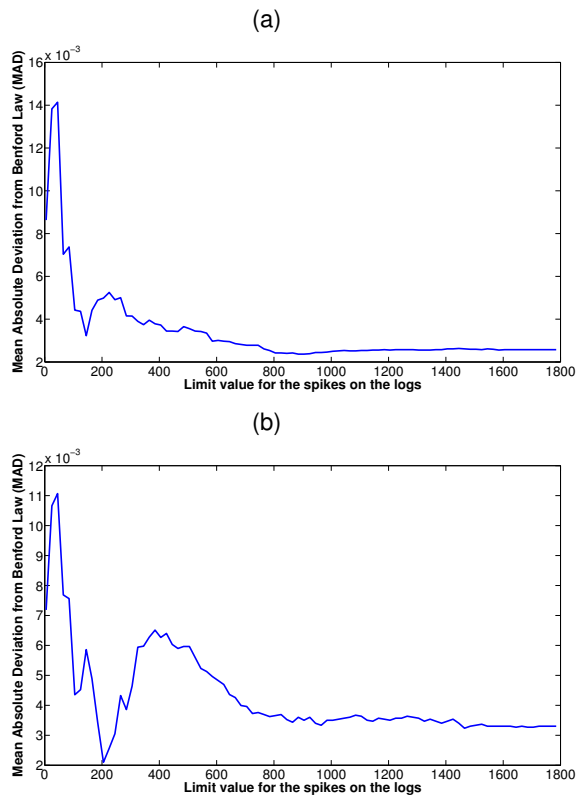 (a)
x 10⁻³
Mean Absolute Deviation from Benford Law (MAD)
16
14
12
10
8
6
4
2
0 200 400 600 800 1000 1200 1400 1600 1800
Limit value for the spikes on the logs
(b)
x 10⁻³
Mean Absolute Deviation from Benford Law (MAD)
12
11
10
9
8
7
6
5
4
3
2
0 200 400 600 800 1000 1200 1400 1600 1800
Limit value for the spikes on the logs